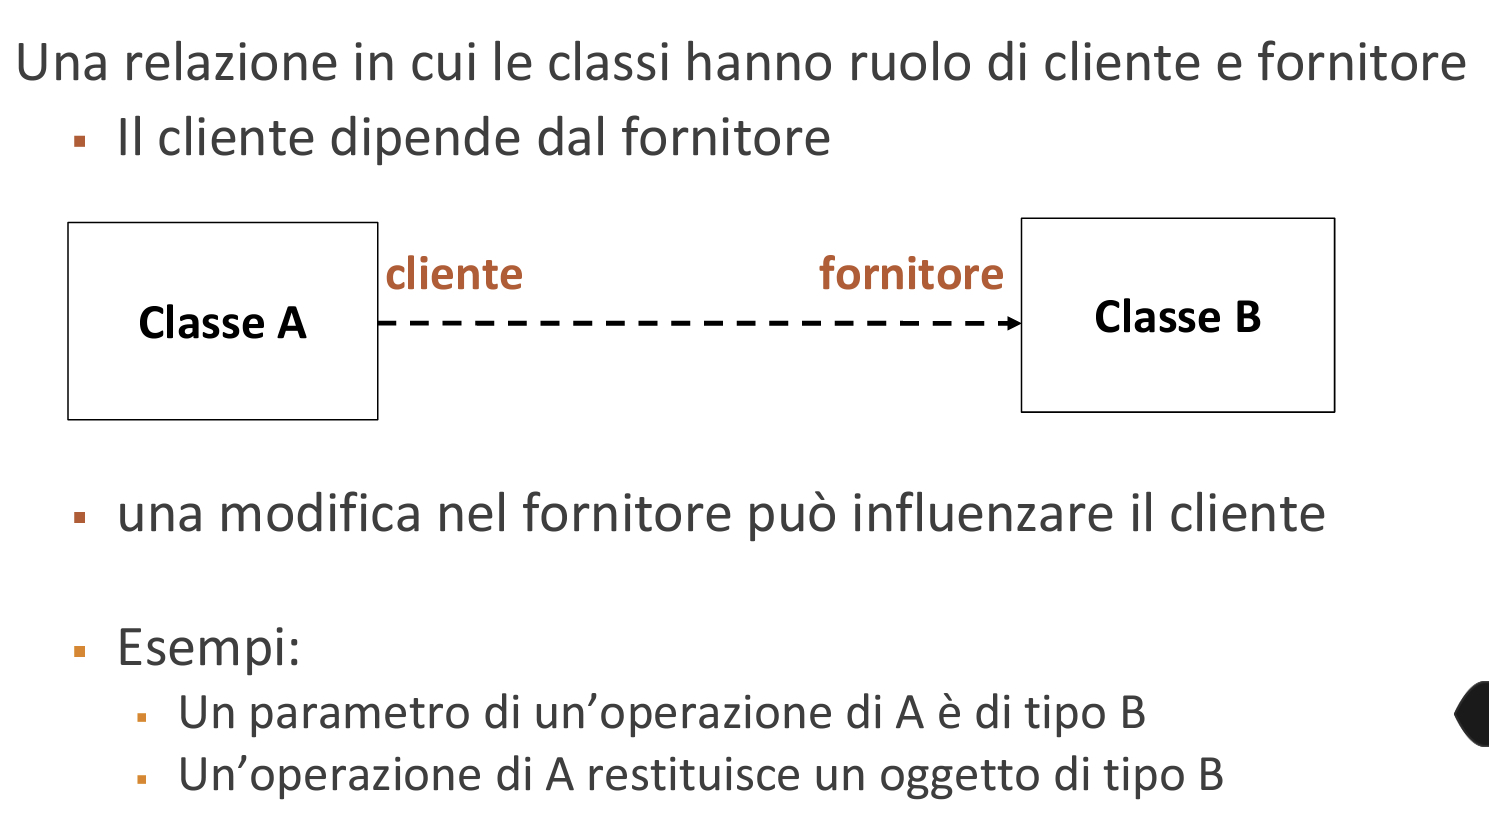 Una relazione in cui le classi hanno ruolo di cliente e fornitore
▪ Il cliente dipende dal fornitore
cliente
fornitore
Classe A
Classe B
▪ una modifica nel fornitore può influenzare il cliente
▪ Esempi:
▪ Un parametro di un’operazione di A è di tipo B
▪ Un’operazione di A restituisce un oggetto di tipo B